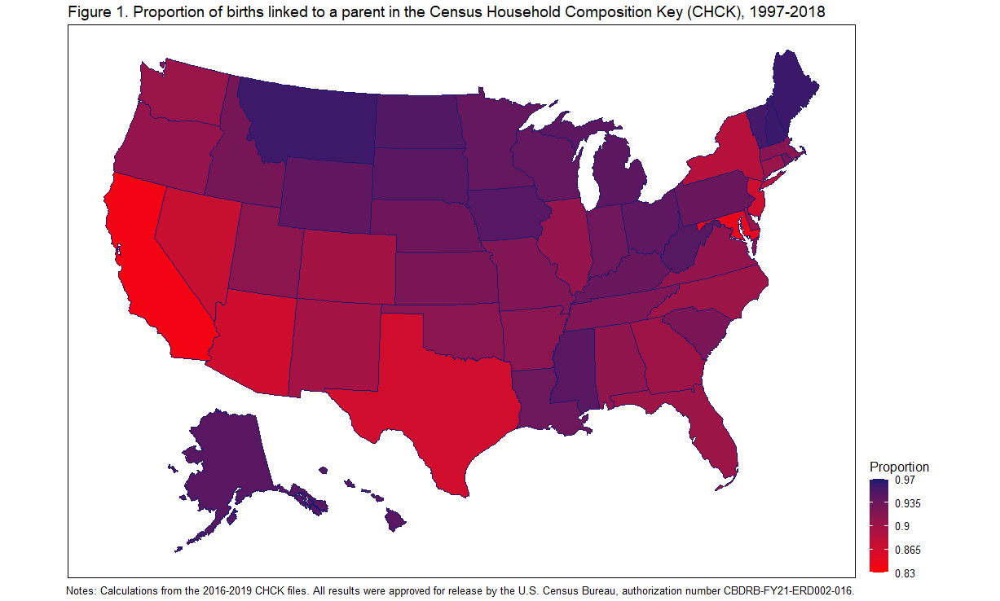 Figure 1. Proportion of births linked to a parent in the Census Household Composition Key (CHCK), 1997-2018
Proportion
0.97
0.935
0.9
0.865
0.83
Notes: Calculations from the 2016-2019 CHCK files. All results were approved for release by the U.S. Census Bureau, authorization number CBDRB-FY21-ERD002-016.